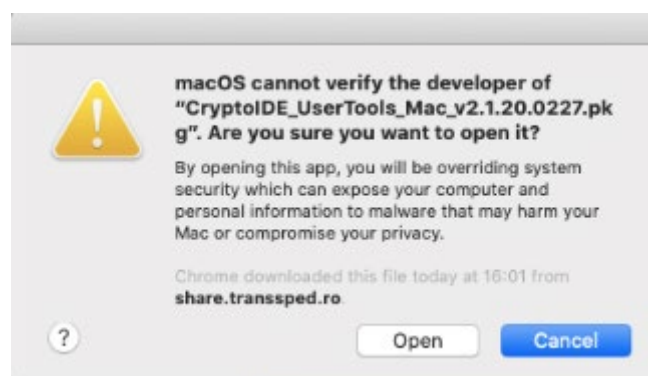 macOS cannot verify the developer of
“CryptoIDE_UserTools_Mac_v2.1.20.0227.pk
g”. Are you sure you want to open it?
By opening this app, you will be overriding system
security which can expose your computer and
personal information to malware that may harm your
Mac or compromise your privacy.
Chrome downloaded this file today at 16:01 from
share.transsped.ro
?
Open
Cancel